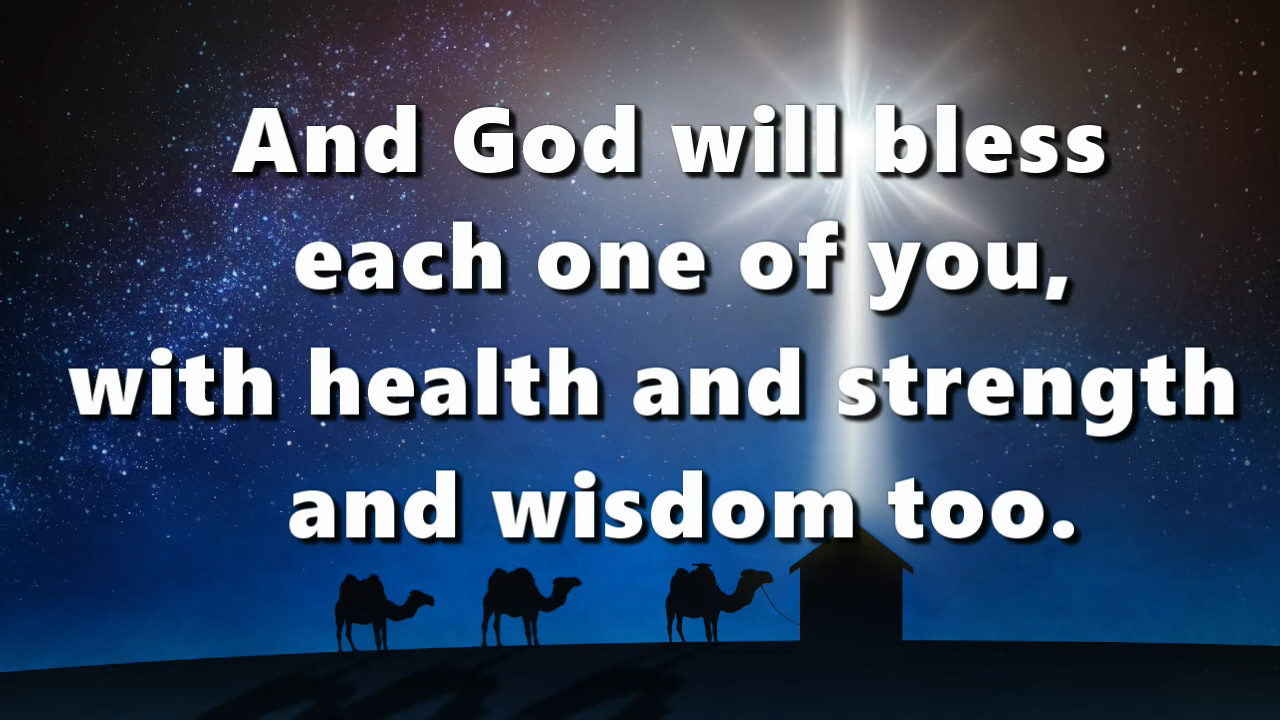 And God will bless
each one of you,
with health and strength
and wisdom too.